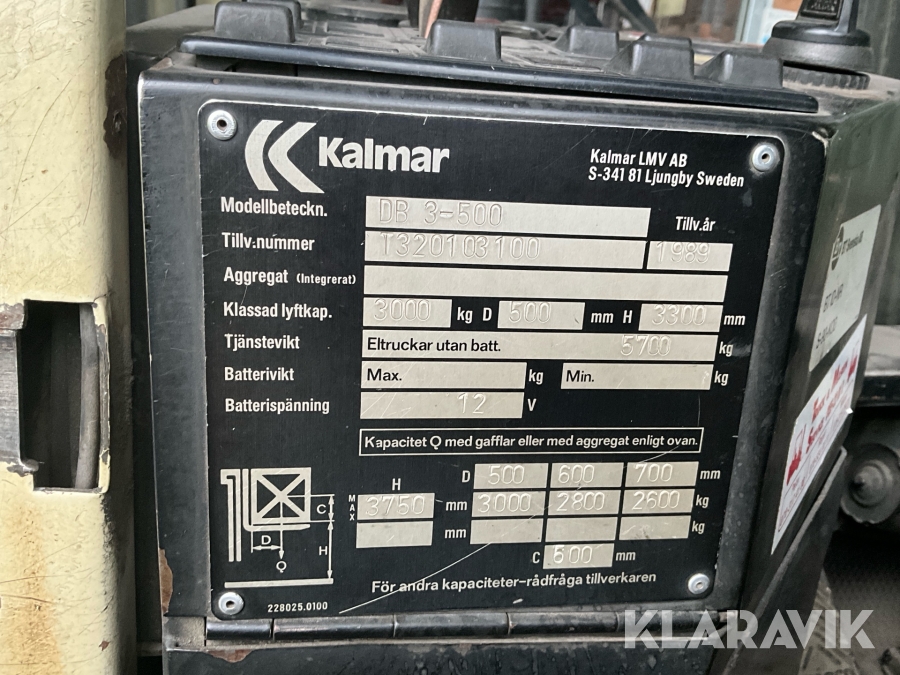 Kalmar
Kalmar LMV AB
S-341 81 Ljungby Sweden
Modellbeteckn. DB 3-500 Tillv.år
Tillv.nummer T320103100 1989
Aggregat (Integrerat)
Klassad lyftkap. 3000 kg D 500 mm H 3300 mm
Tjänstevikt Eltruckar utan batt. 5700 kg
Batterivikt Max. kg Min. kg
Batterispänning 12 V
Kapacitet Q med gafflar eller med aggregat enligt ovan.
H D 500 600 700 mm
MAX 3750 mm 3000 2800 2600 kg
mm kg
C 600 mm
C
D
H
Q
För andra kapaciteter-rådfråga tillverkaren
228025.0100
KLARAVIK